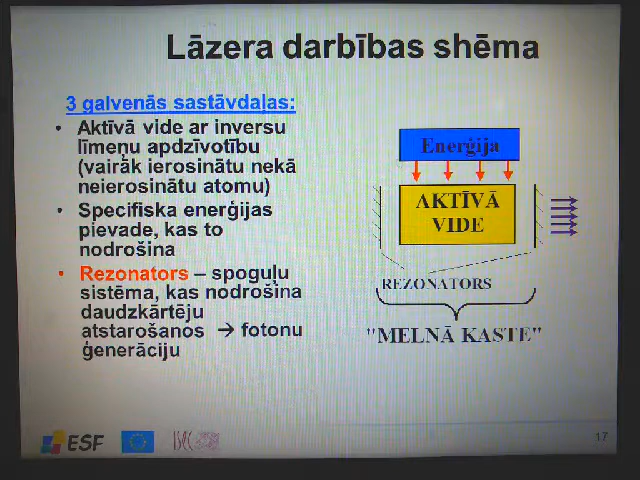 Lāzera darbības shēma
3 galvenās sastāvdaļas:
• Aktīvā vide ar inversu
līmeņu apdzīvotību
(vairāk ierosinātu nekā
neierosinātu atomu)
• Specifiska enerģijas
pievade, kas to
nodrošina
• Rezonators – spoguļu
sistēma, kas nodrošina
daudzkārtēju
atstarošanos → fotonu
ģenerāciju
Enerģija
AKTĪVĀ
VIDE
REZONATORS
"MELNĀ KASTE"
ESF
17